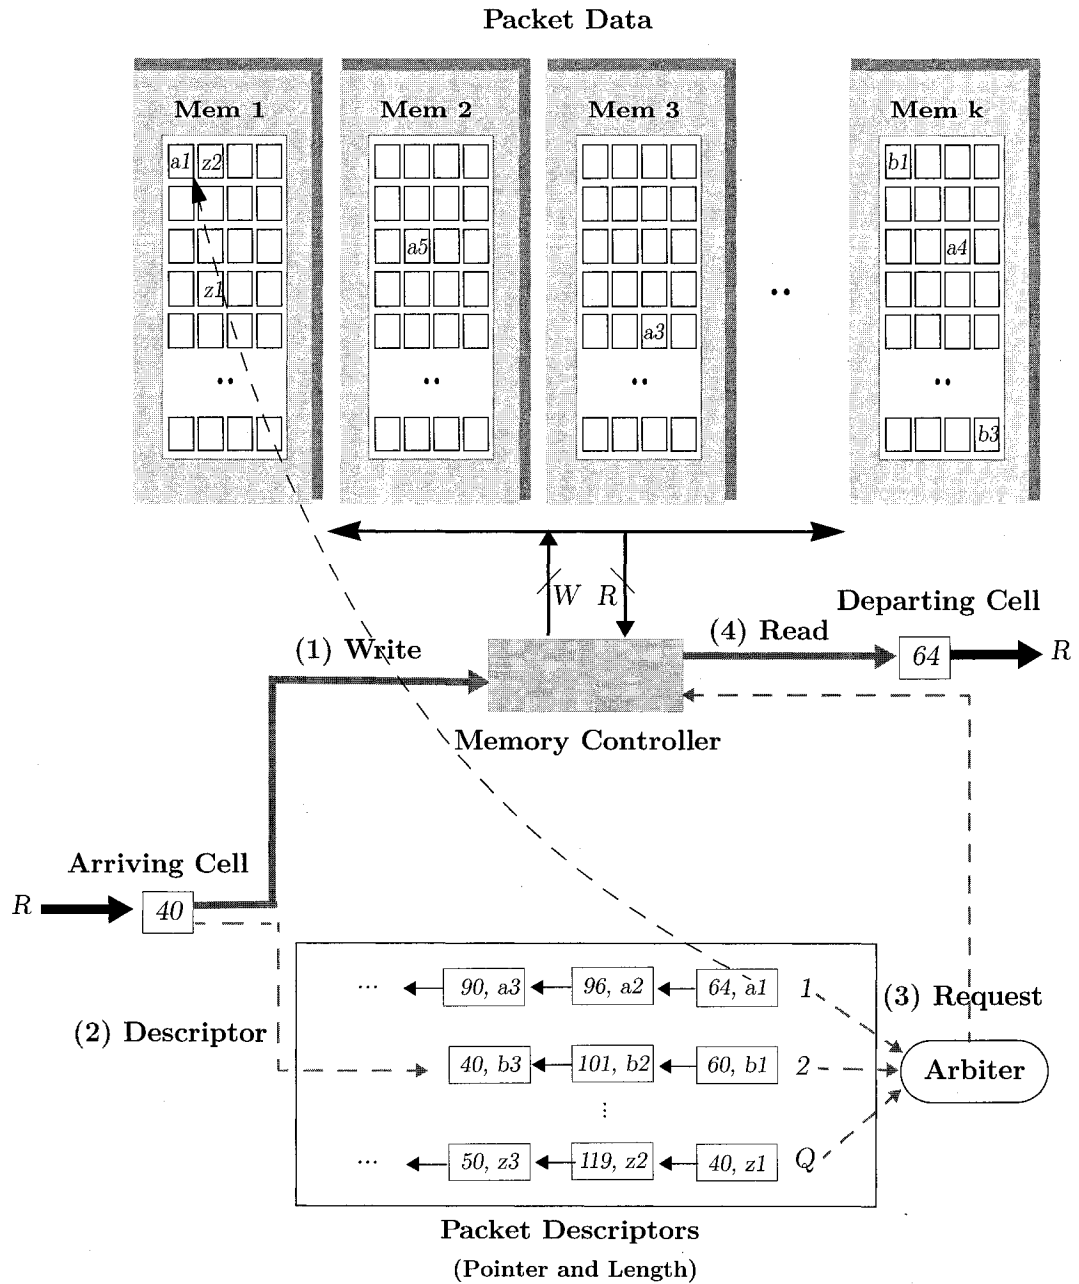 Packet Data
Mem 1 Mem 2 Mem 3 Mem k
a1 z2 b1
a5 a4
z1
a3
..
.. .. .. ..
b3
W R
Departing Cell
(1) Write
(4) Read
64 R
Memory Controller
Arriving Cell
R 40
... 90, a3 96, a2 64, a1 1
(3) Request
(2) Descriptor
40, b3 101, b2 60, b1 2
Arbiter
...
... 50, z3 119, z2 40, z1 Q
Packet Descriptors
(Pointer and Length)